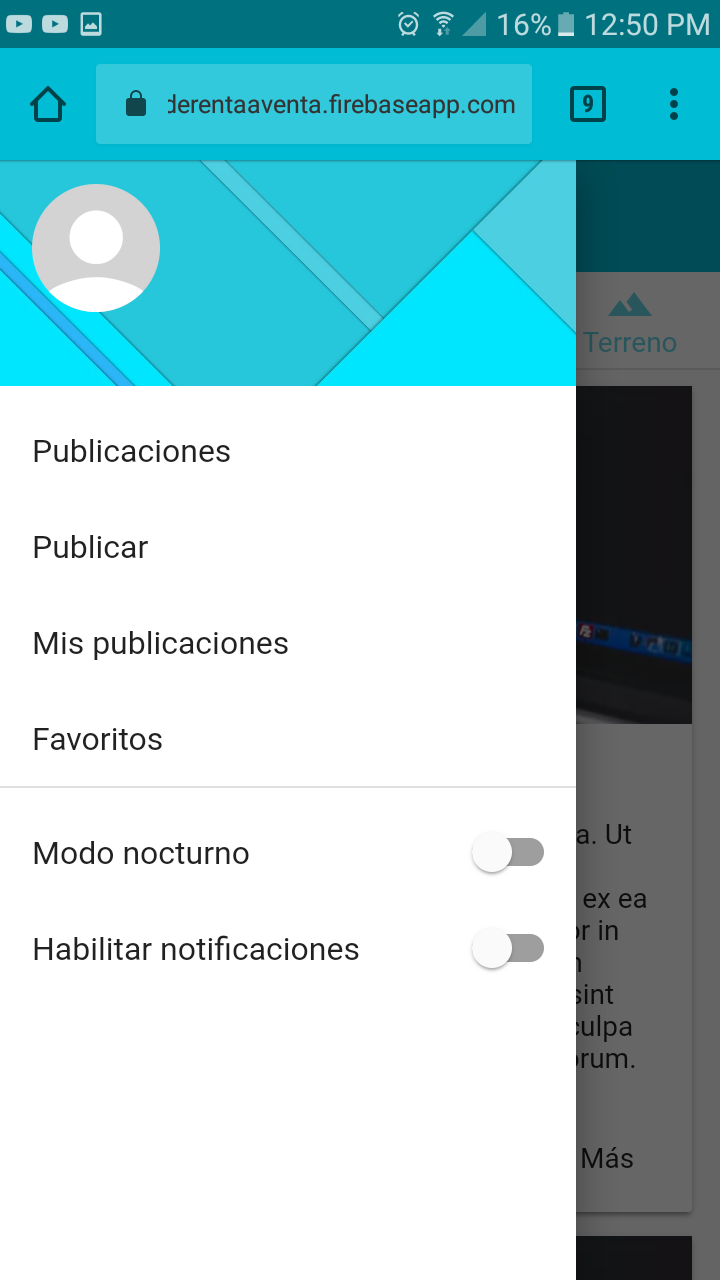 16% 12:50 PM
derentaaventa.firebaseapp.com
9
Terreno
Publicaciones
Publicar
Mis publicaciones
Favoritos
Modo nocturno
Habilitar notificaciones
a. Ut
ex ea
or in
sint
culpa
orum.
Más